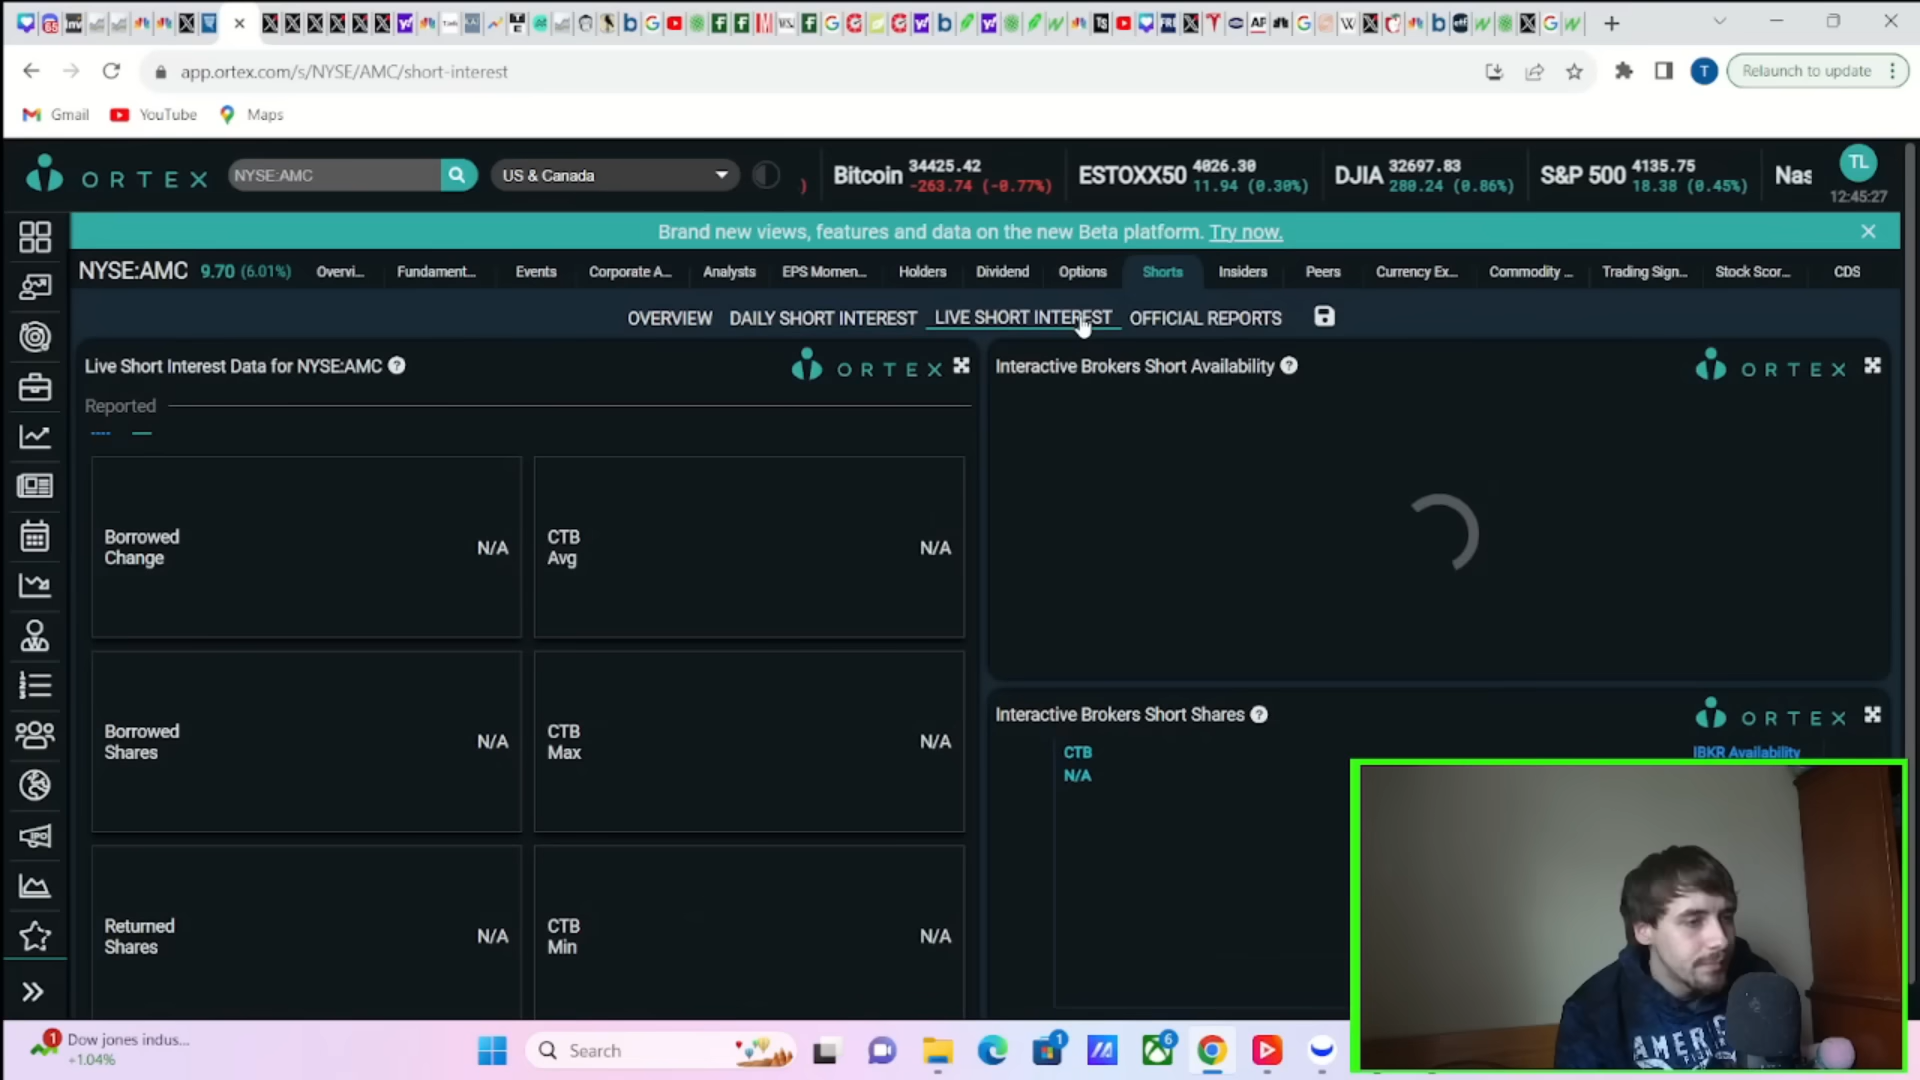 app.ortex.com/s/NYSE/AMC/short-interest
Relaunch to update
T
Gmail
YouTube
Maps
ORTEX
NYSE:AMC
US & Canada
Bitcoin 34425.42 -263.74 (-0.77%)
ESTOXX50 4026.30 11.94 (0.30%)
DJIA 32697.83 280.24 (0.86%)
S&P 500 4135.75 18.38 (0.45%)
Nas
TL
12:45:27
Brand new views, features and data on the new Beta platform. Try now.
NYSE:AMC 9.70 (6.01%)
Overvi... Fundament... Events Corporate A... Analysts EPS Momen... Holders Dividend Options Shorts Insiders Peers Currency Ex... Commodity ... Trading Sign... Stock Scor... CDS
OVERVIEW DAILY SHORT INTEREST LIVE SHORT INTEREST OFFICIAL REPORTS
Live Short Interest Data for NYSE:AMC
ORTEX
Reported
Borrowed Change N/A
CTB Avg N/A
Borrowed Shares N/A
CTB Max N/A
Returned Shares N/A
CTB Min N/A
Interactive Brokers Short Availability
ORTEX
Interactive Brokers Short Shares
ORTEX
CTB
N/A
IBKR Availability
IPO
AMER
1
Dow jones indus...
+1.04%
Search
1
6